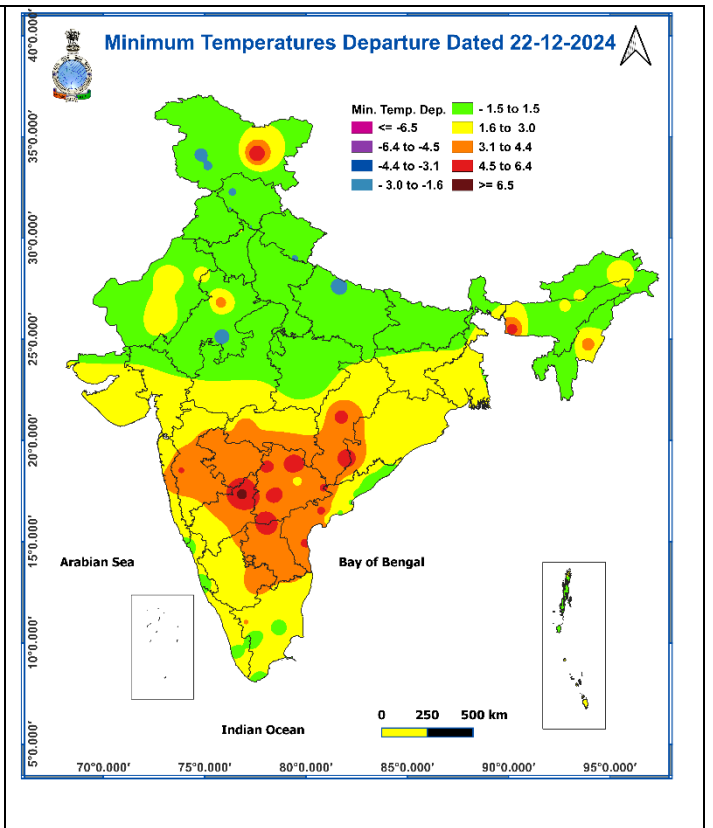 Minimum Temperatures Departure Dated 22-12-2024
Min. Temp. Dep.
<= -6.5
-6.4 to -4.5
-4.4 to -3.1
- 3.0 to -1.6
- 1.5 to 1.5
1.6 to 3.0
3.1 to 4.4
4.5 to 6.4
>= 6.5
40°0.000'
35°0.000'
30°0.000'
25°0.000'
20°0.000'
15°0.000'
10°0.000'
5°0.000'
Arabian Sea
Bay of Bengal
Indian Ocean
0 250 500 km
70°0.000' 75°0.000' 80°0.000' 85°0.000' 90°0.000' 95°0.000'